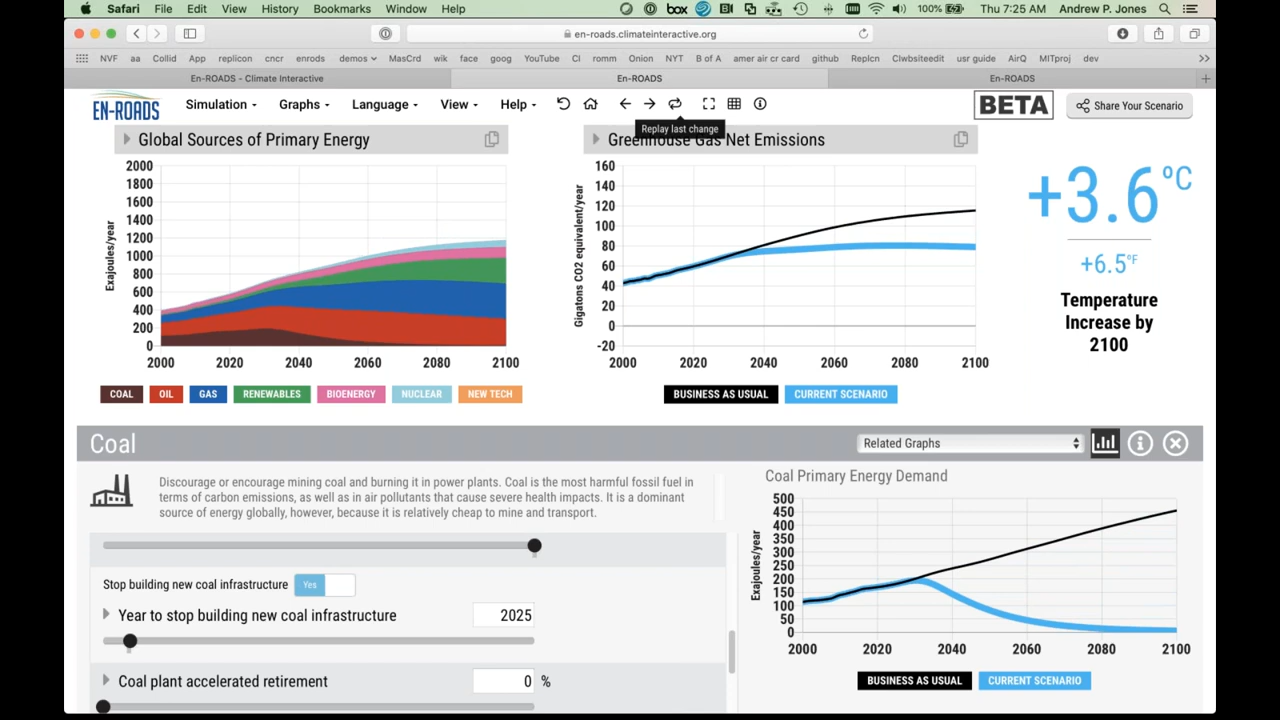 Safari File Edit View History Bookmarks Window Help box 100% Thu 7:25 AM Andrew P. Jones
en-roads.climateinteractive.org
NVF aa Collid App replicon cncr enrods demos MasCrd wik face goog YouTube CI romm Onion NYT B of A amer air cr card github Replcn Clwbsiteedit usr guide AirQ MITproj dev
En-ROADS - Climate Interactive En-ROADS En-ROADS
EN-ROADS Simulation Graphs Language View Help BETA Share Your Scenario
Replay last change
Global Sources of Primary Energy
2000
1800
1600
1400
1200
1000
800
600
400
200
0
Exajoules/year
2000 2020 2040 2060 2080 2100
COAL OIL GAS RENEWABLES BIOENERGY NUCLEAR NEW TECH
Greenhouse Gas Net Emissions
160
140
120
100
80
60
40
20
0
-20
Gigatons CO2 equivalent/year
2000 2020 2040 2060 2080 2100
BUSINESS AS USUAL CURRENT SCENARIO
+3.6°C
+6.5°F
Temperature
Increase by
2100
Coal Related Graphs
Discourage or encourage mining coal and burning it in power plants. Coal is the most harmful fossil fuel in
terms of carbon emissions, as well as in air pollutants that cause severe health impacts. It is a dominant
source of energy globally, however, because it is relatively cheap to mine and transport.
Stop building new coal infrastructure Yes
Year to stop building new coal infrastructure 2025
Coal plant accelerated retirement 0 %
Coal Primary Energy Demand
500
450
400
350
300
250
200
150
100
50
0
Exajoules/year
2000 2020 2040 2060 2080 2100
BUSINESS AS USUAL CURRENT SCENARIO